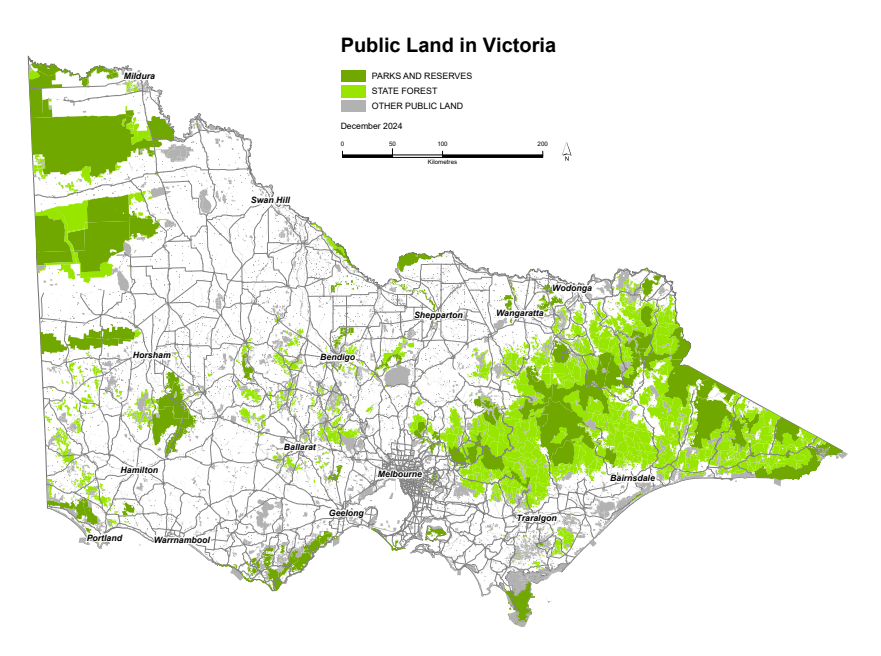 Public Land in Victoria
PARKS AND RESERVES
STATE FOREST
OTHER PUBLIC LAND
December 2024
0 50 100 200
Kilometres
N
Mildura
Swan Hill
Wodonga
Shepparton
Wangaratta
Horsham
Bendigo
Ballarat
Hamilton
Melbourne
Bairnsdale
Geelong
Traralgon
Portland
Warrnambool